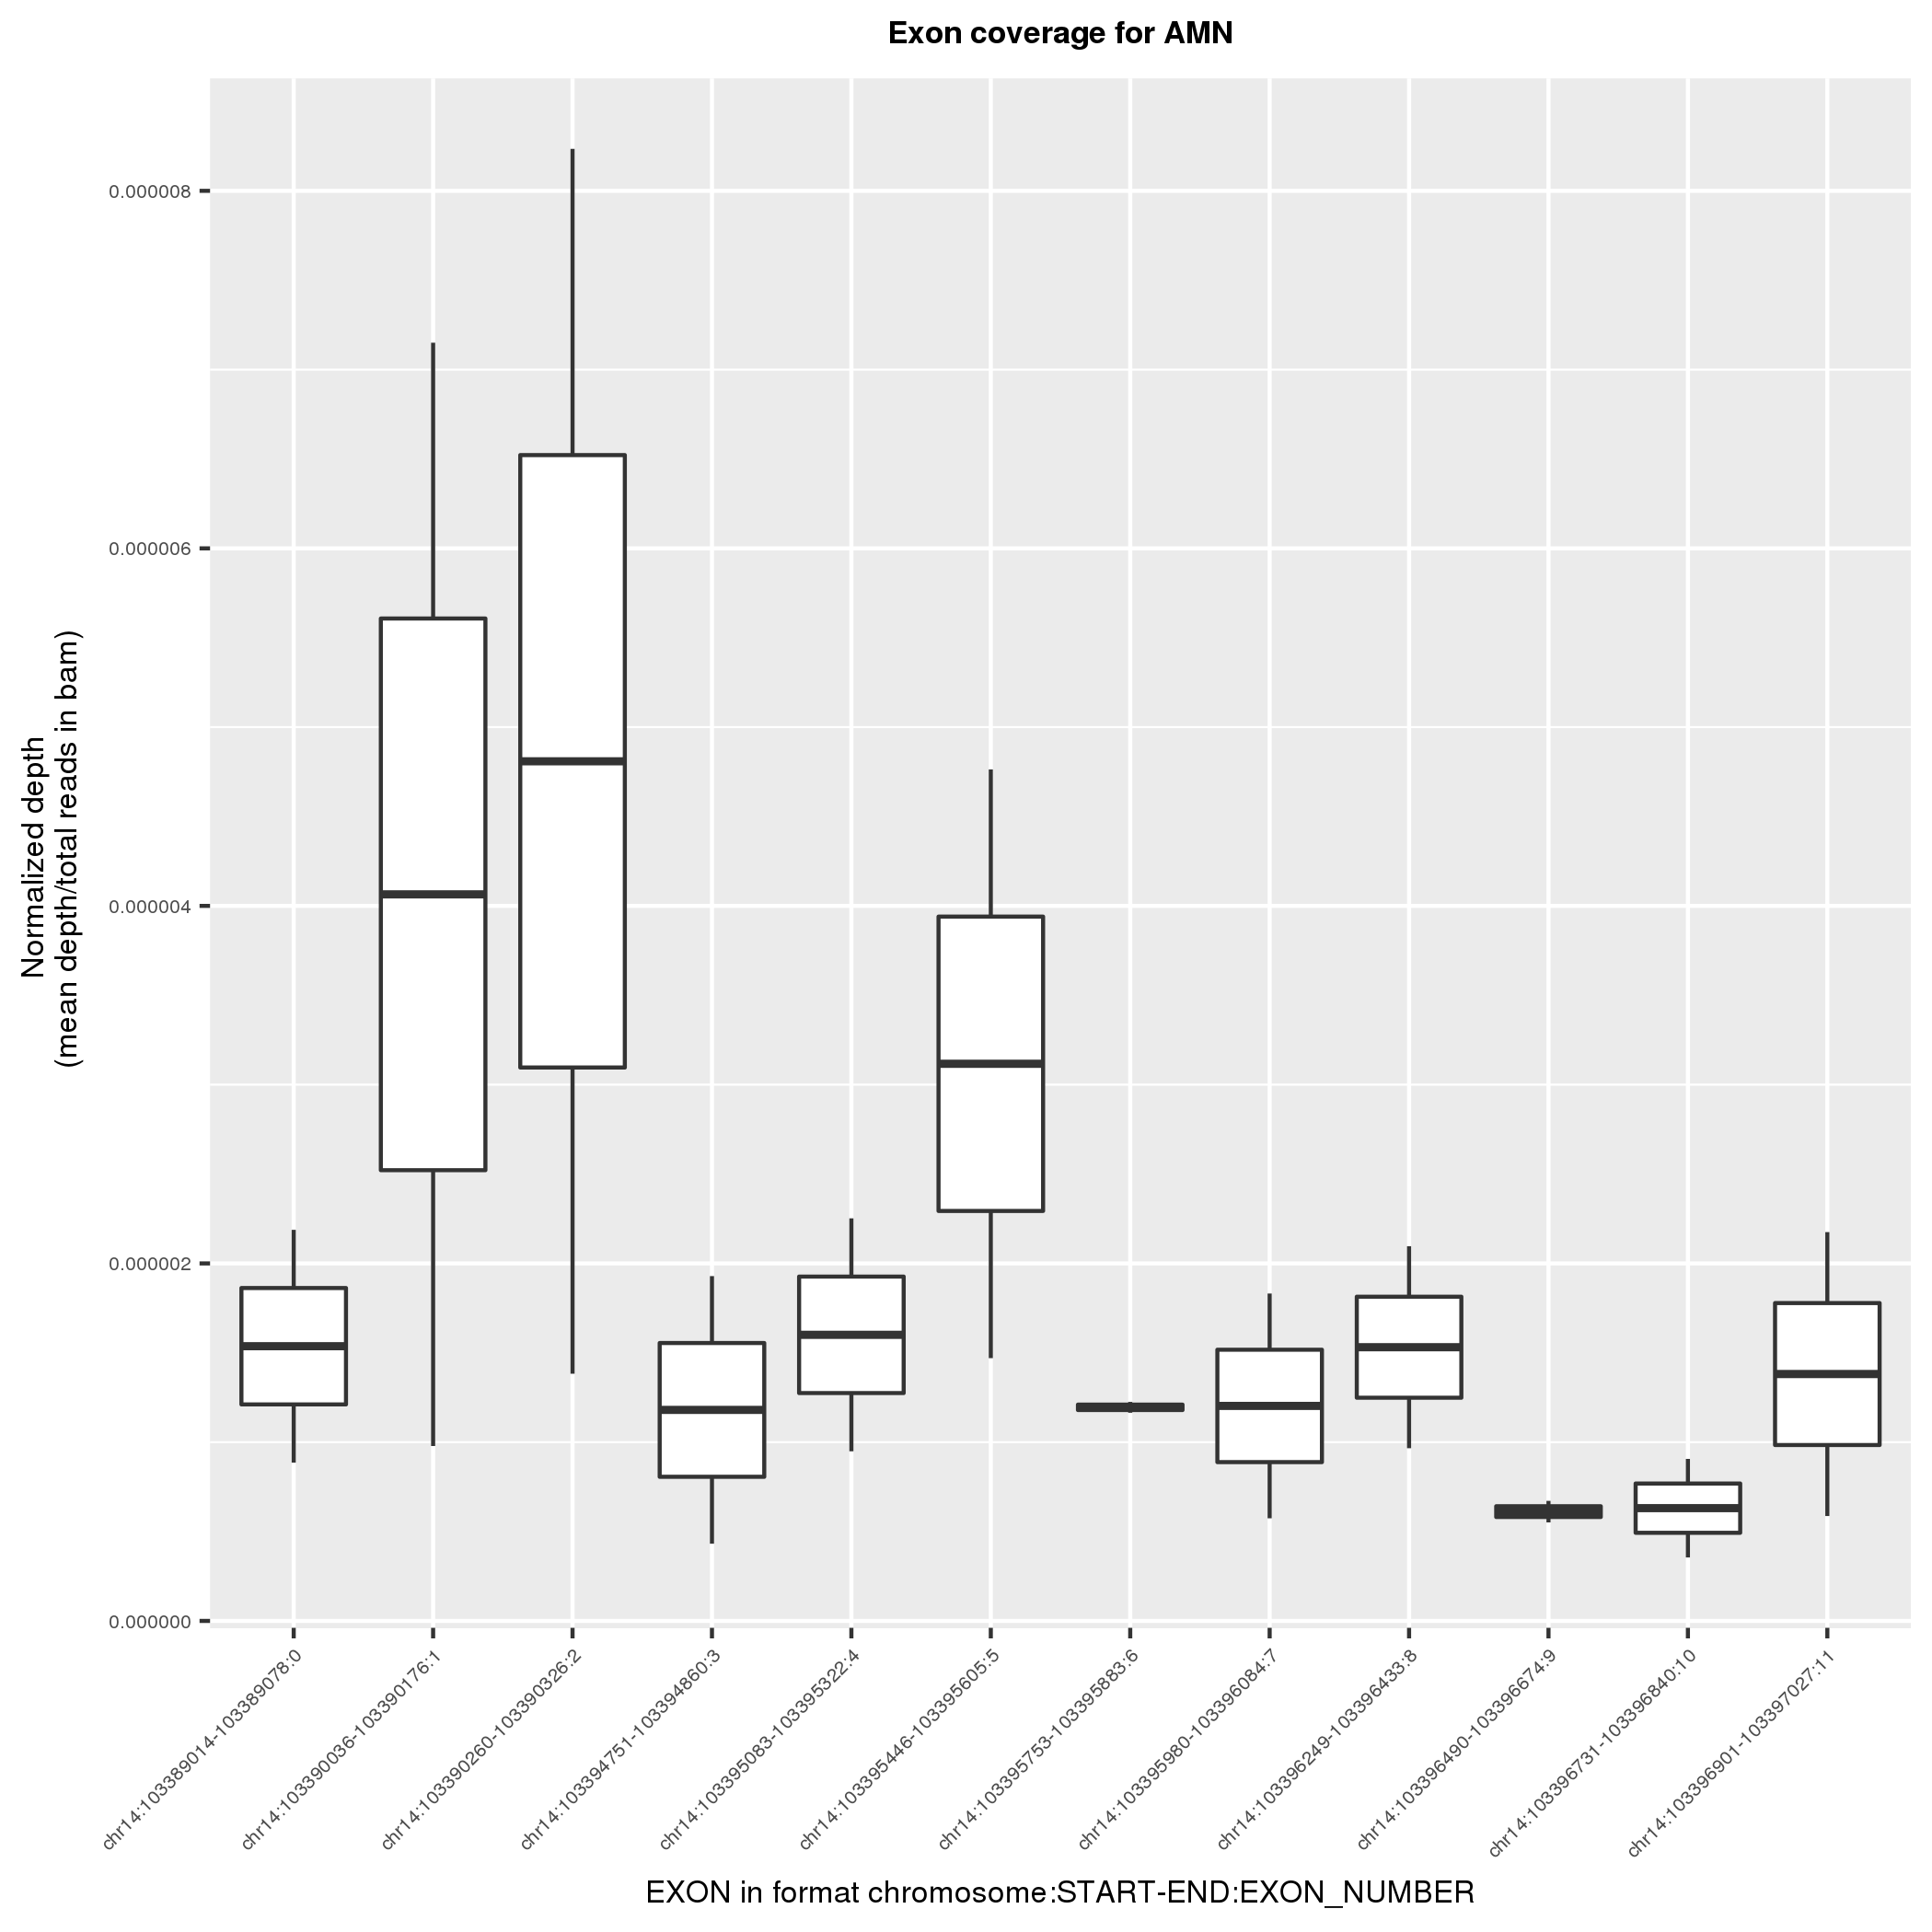 Exon coverage for AMN
0.000008
0.000006
0.000004
0.000002
0.000000
Normalized depth
(mean depth/total reads in bam)
chr14:103389014-103389078:0
chr14:103390036-103390176:1
chr14:103390260-103390326:2
chr14:103394751-103394860:3
chr14:103395083-103395322:4
chr14:103395446-103395605:5
chr14:103395753-103395883:6
chr14:103395980-103396084:7
chr14:103396249-103396433:8
chr14:103396490-103396674:9
chr14:103396731-103396840:10
chr14:103396901-103397027:11
EXON in format chromosome:START-END:EXON_NUMBER